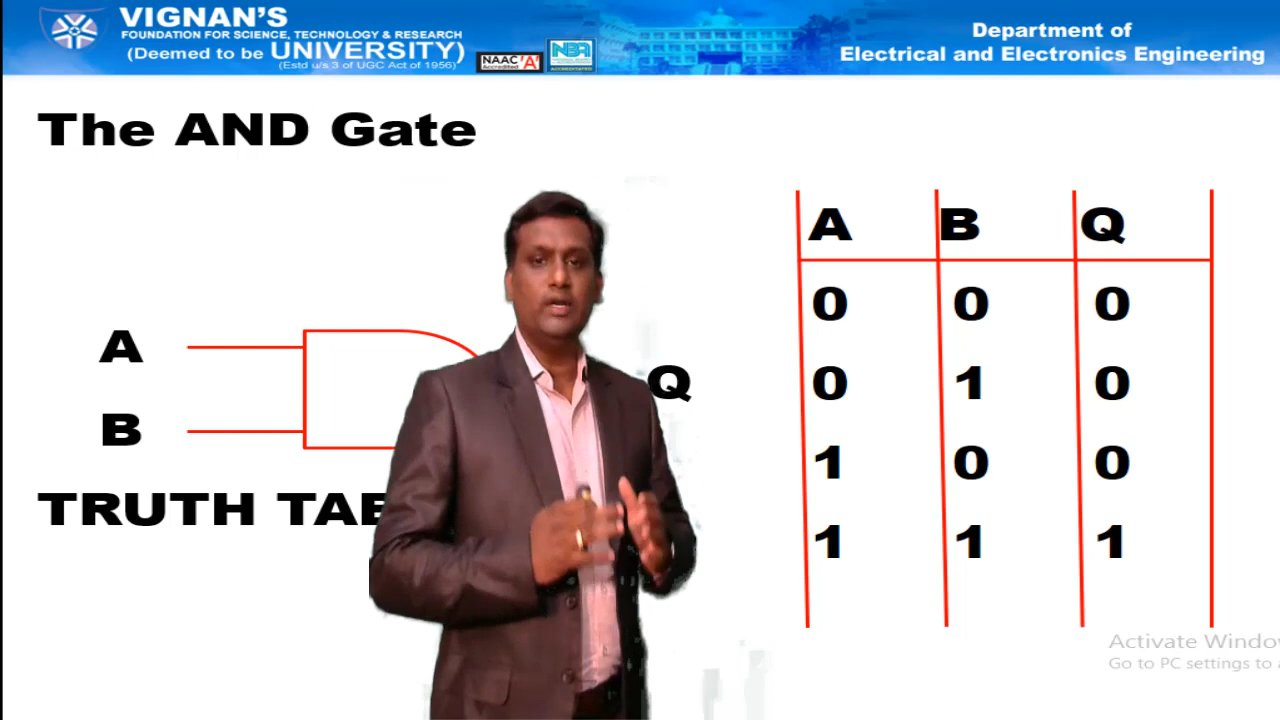 VIGNAN'S
FOUNDATION FOR SCIENCE, TECHNOLOGY & RESEARCH
(Deemed to be UNIVERSITY)
(Estd u/s 3 of UGC Act of 1956)
NAAC 'A'
NBA
Department of
Electrical and Electronics Engineering
The AND Gate
A
B
Q
TRUTH TAB
A B Q
0 0 0
0 1 0
1 0 0
1 1 1
Activate Window
Go to PC settings to a